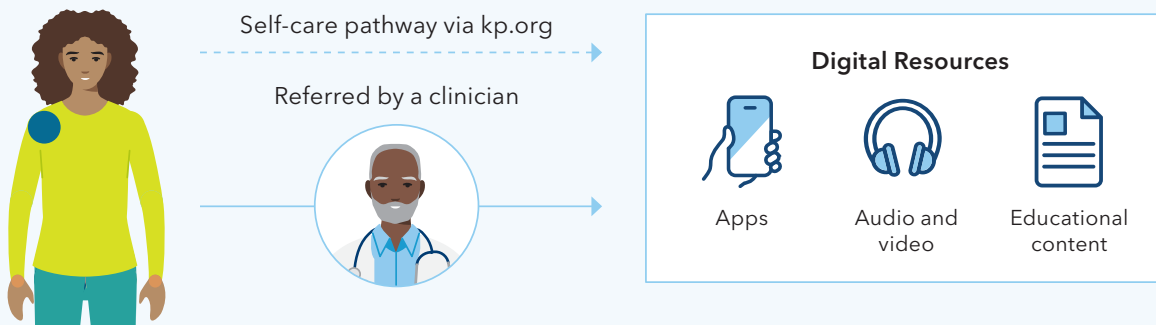 Self-care pathway via kp.org
Referred by a clinician
Digital Resources
Apps
Audio and
video
Educational
content